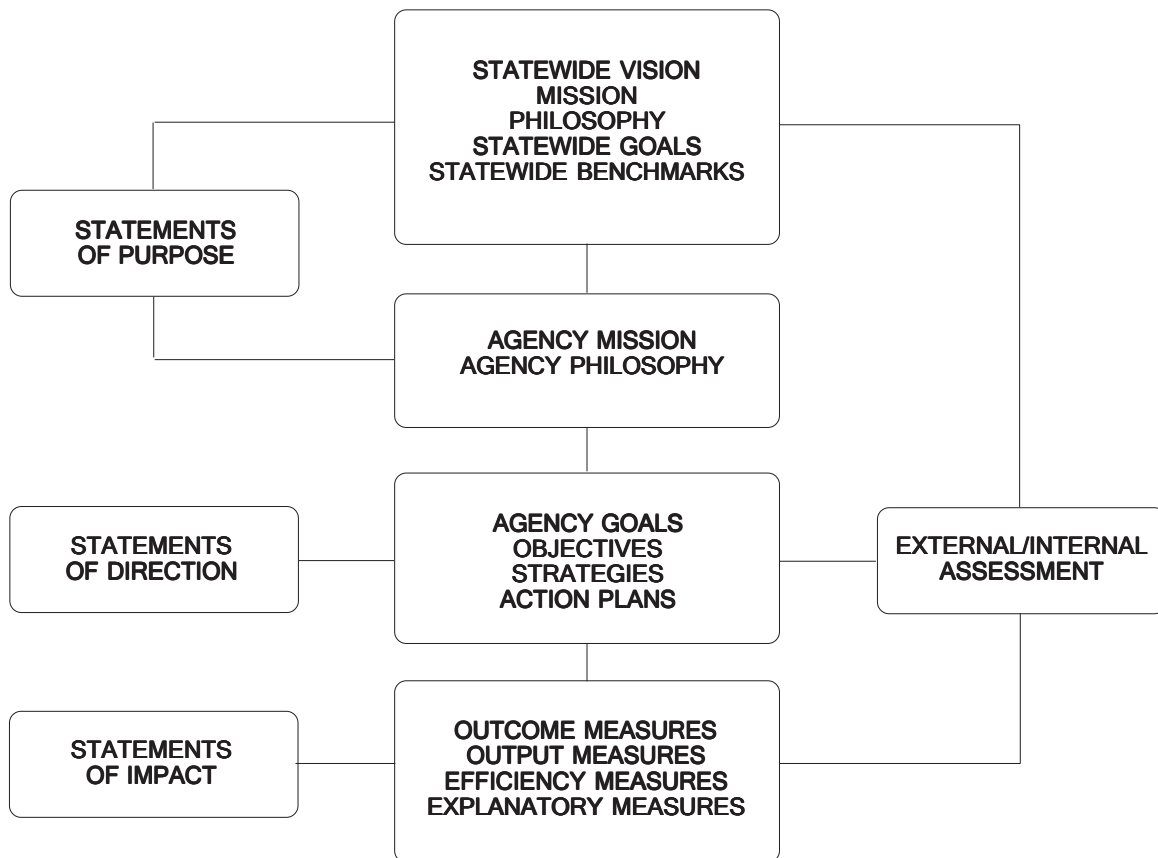 STATEWIDE VISION
MISSION
PHILOSOPHY
STATEWIDE GOALS
STATEWIDE BENCHMARKS
STATEMENTS
OF PURPOSE
AGENCY MISSION
AGENCY PHILOSOPHY
STATEMENTS
OF DIRECTION
AGENCY GOALS
OBJECTIVES
STRATEGIES
ACTION PLANS
EXTERNAL/INTERNAL
ASSESSMENT
STATEMENTS
OF IMPACT
OUTCOME MEASURES
OUTPUT MEASURES
EFFICIENCY MEASURES
EXPLANATORY MEASURES